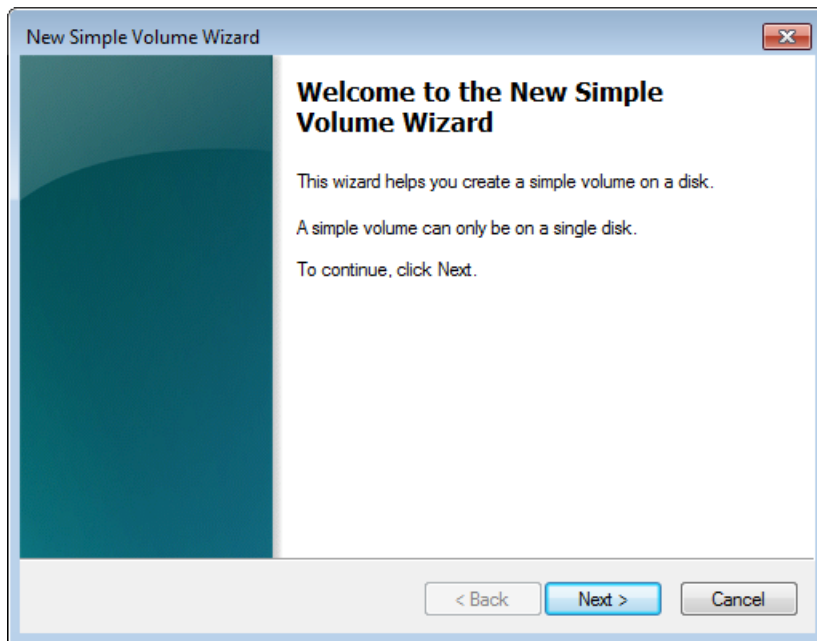 New Simple Volume Wizard
Welcome to the New Simple
Volume Wizard
This wizard helps you create a simple volume on a disk.
A simple volume can only be on a single disk.
To continue, click Next.
< Back Next > Cancel